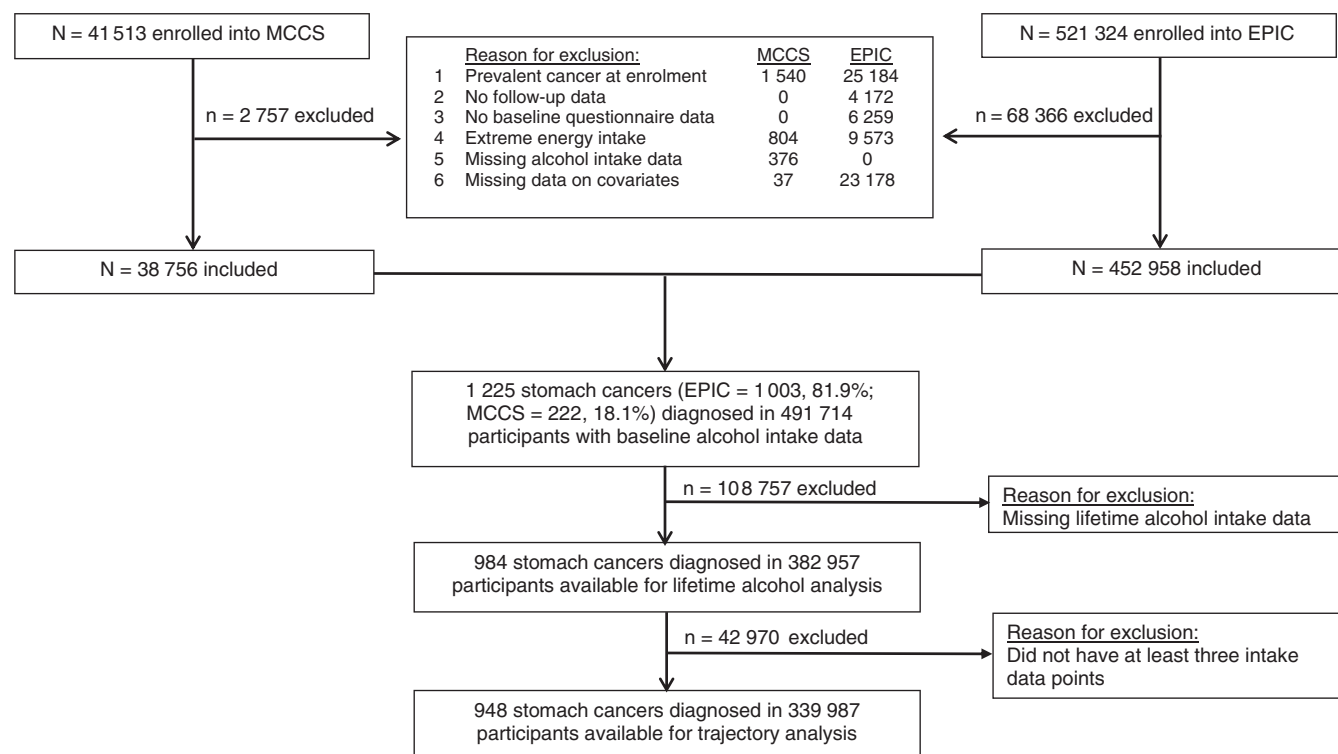 N = 41 513 enrolled into MCCS
N = 521 324 enrolled into EPIC
Reason for exclusion: MCCS EPIC
1 Prevalent cancer at enrolment 1 540 25 184
2 No follow-up data 0 4 172
3 No baseline questionnaire data 0 6 259
4 Extreme energy intake 804 9 573
5 Missing alcohol intake data 376 0
6 Missing data on covariates 37 23 178
n = 2 757 excluded
n = 68 366 excluded
N = 38 756 included
N = 452 958 included
1 225 stomach cancers (EPIC = 1 003, 81.9%;
MCCS = 222, 18.1%) diagnosed in 491 714
participants with baseline alcohol intake data
n = 108 757 excluded
Reason for exclusion:
Missing lifetime alcohol intake data
984 stomach cancers diagnosed in 382 957
participants available for lifetime alcohol analysis
n = 42 970 excluded
Reason for exclusion:
Did not have at least three intake
data points
948 stomach cancers diagnosed in 339 987
participants available for trajectory analysis